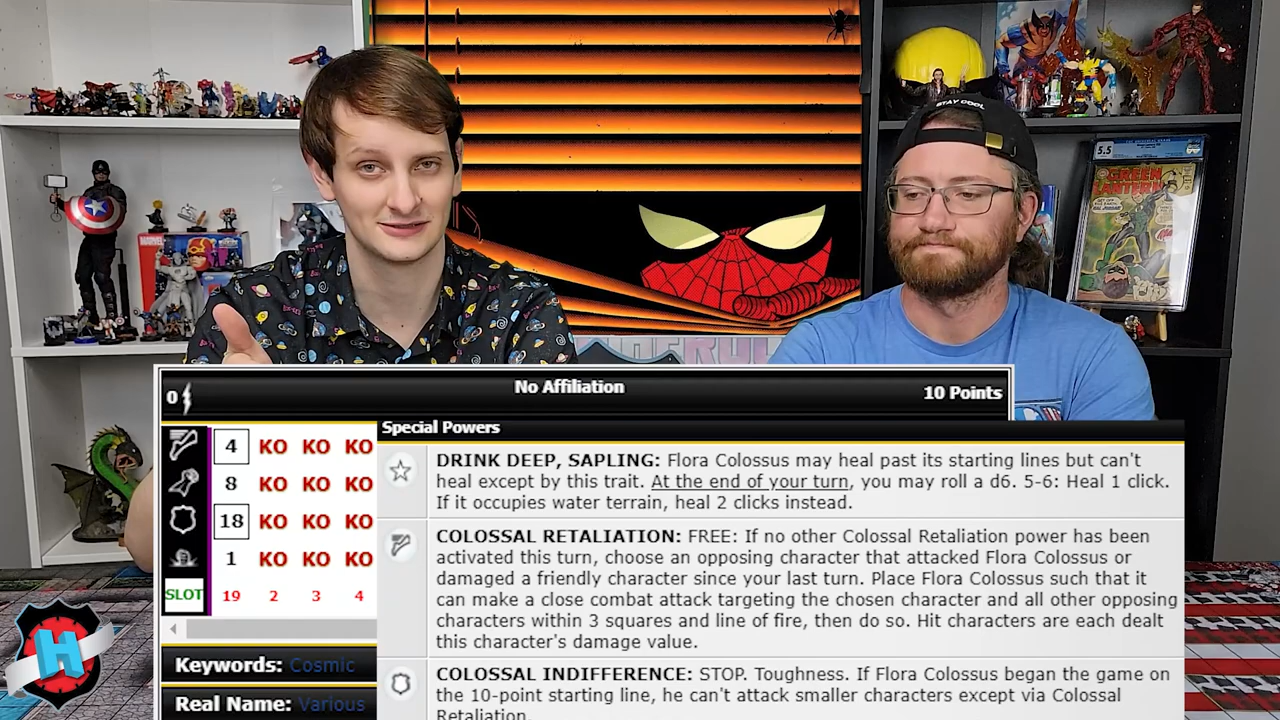 STAY COOL
5.5
GREEN
LANTERN
MARVEL
0
No Affiliation
10 Points
4 KO KO KO
8 KO KO KO
18 KO KO KO
1 KO KO KO
SLOT 19 2 3 4
Keywords: Cosmic
Real Name: Various
Special Powers
DRINK DEEP, SAPLING: Flora Colossus may heal past its starting lines but can't
heal except by this trait. At the end of your turn, you may roll a d6. 5-6: Heal 1 click.
If it occupies water terrain, heal 2 clicks instead.
COLOSSAL RETALIATION: FREE: If no other Colossal Retaliation power has been
activated this turn, choose an opposing character that attacked Flora Colossus or
damaged a friendly character since your last turn. Place Flora Colossus such that it
can make a close combat attack targeting the chosen character and all other opposing
characters within 3 squares and line of fire, then do so. Hit characters are each dealt
this character's damage value.
COLOSSAL INDIFFERENCE: STOP. Toughness. If Flora Colossus began the game on
the 10-point starting line, he can't attack smaller characters except via Colossal
Retaliation.
H